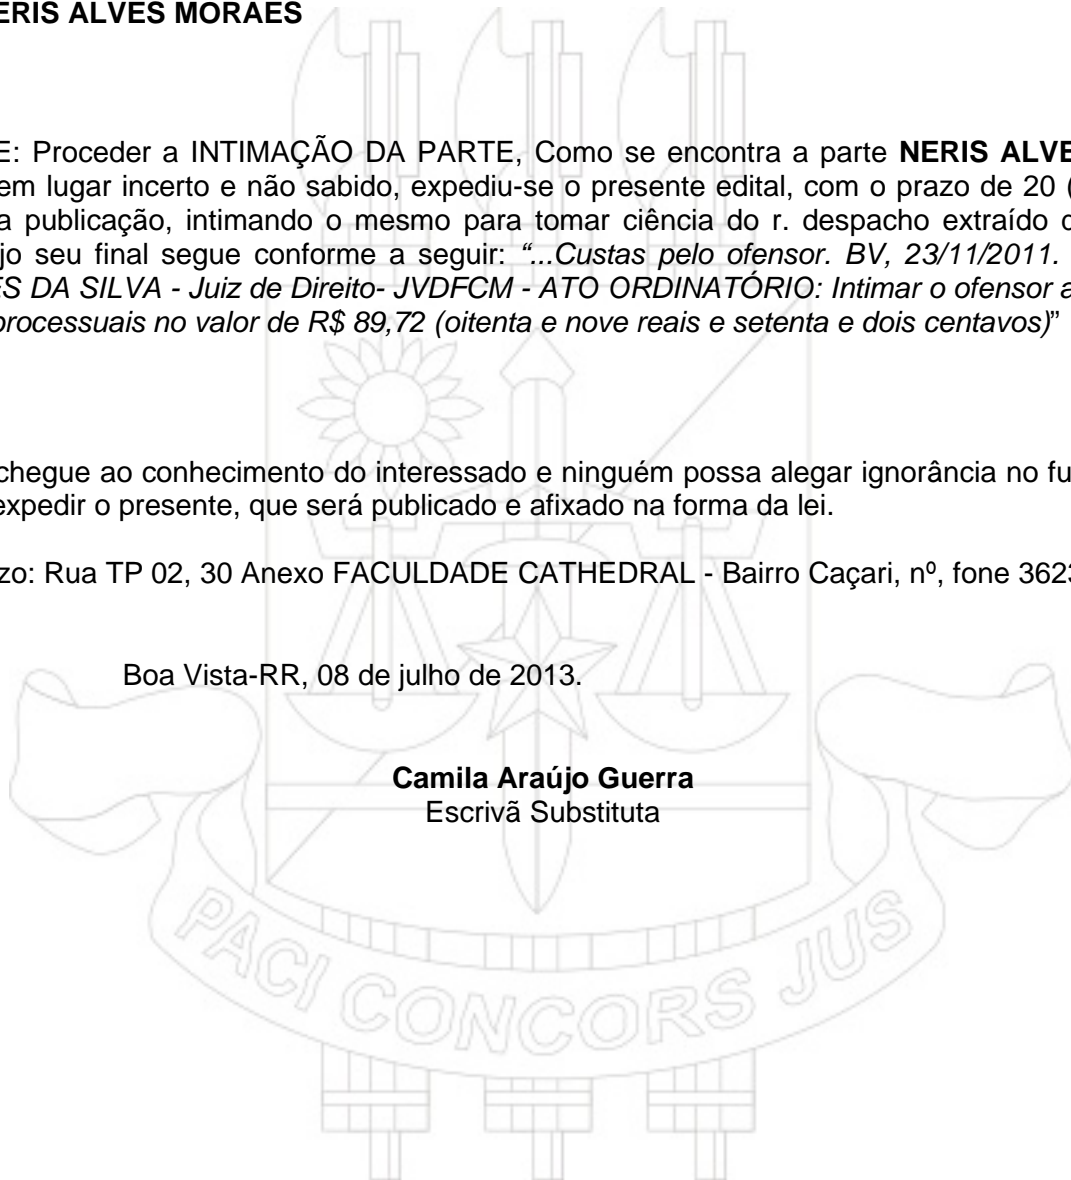 ERIS ALVES MORAES
E: Proceder a INTIMAÇÃO DA PARTE, Como se encontra a parte NERIS ALVE
em lugar incerto e não sabido, expediu-se o presente edital, com o prazo de 20 (
a publicação, intimando o mesmo para tomar ciência do r. despacho extraído
jo seu final segue conforme a seguir: “...Custas pelo ofensor. BV, 23/11/2011.
ES DA SILVA - Juiz de Direito- JVDFCM - ATO ORDINATÓRIO: Intimar o ofensor a
processuais no valor de R$ 89,72 (oitenta e nove reais e setenta e dois centavos)”
chegue ao conhecimento do interessado e ninguém possa alegar ignorância no fu
expedir o presente, que será publicado e afixado na forma da lei.
zo: Rua TP 02, 30 Anexo FACULDADE CATHEDRAL - Bairro Caçari, nº, fone 3623
Boa Vista-RR, 08 de julho de 2013.
Camila Araújo Guerra
Escrivã Substituta
PACI CONCORS JUS